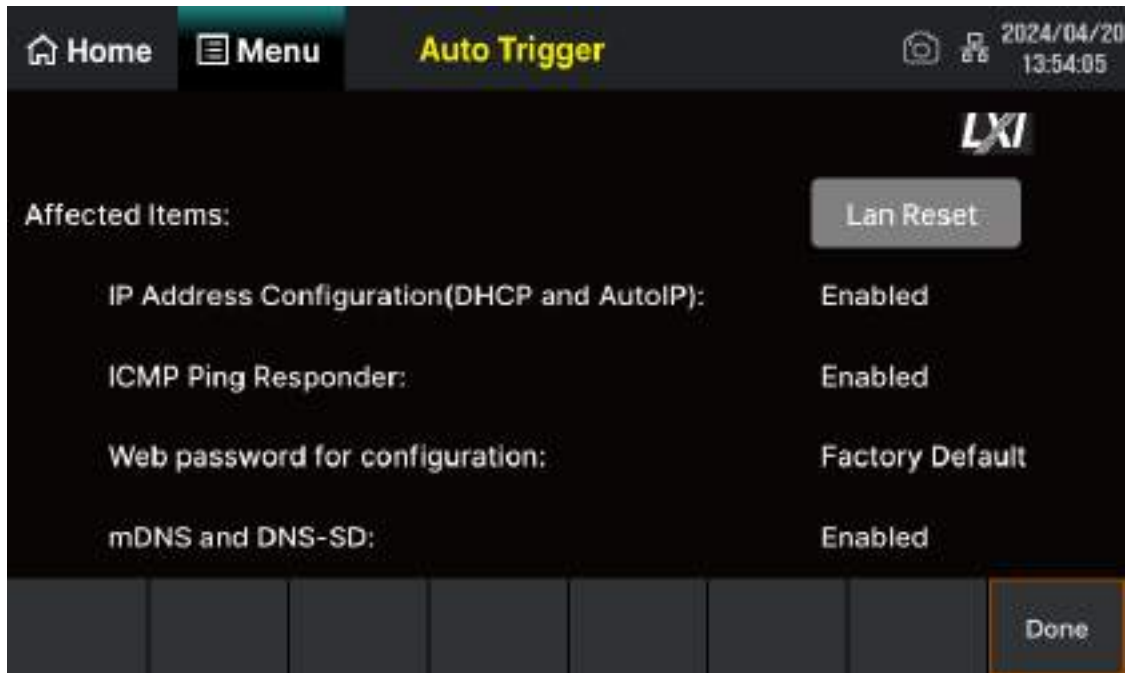 Home Menu Auto Trigger 2024/04/20
13:54:05
LXI
Affected Items: Lan Reset
IP Address Configuration(DHCP and AutoIP): Enabled
ICMP Ping Responder: Enabled
Web password for configuration: Factory Default
mDNS and DNS-SD: Enabled
Done